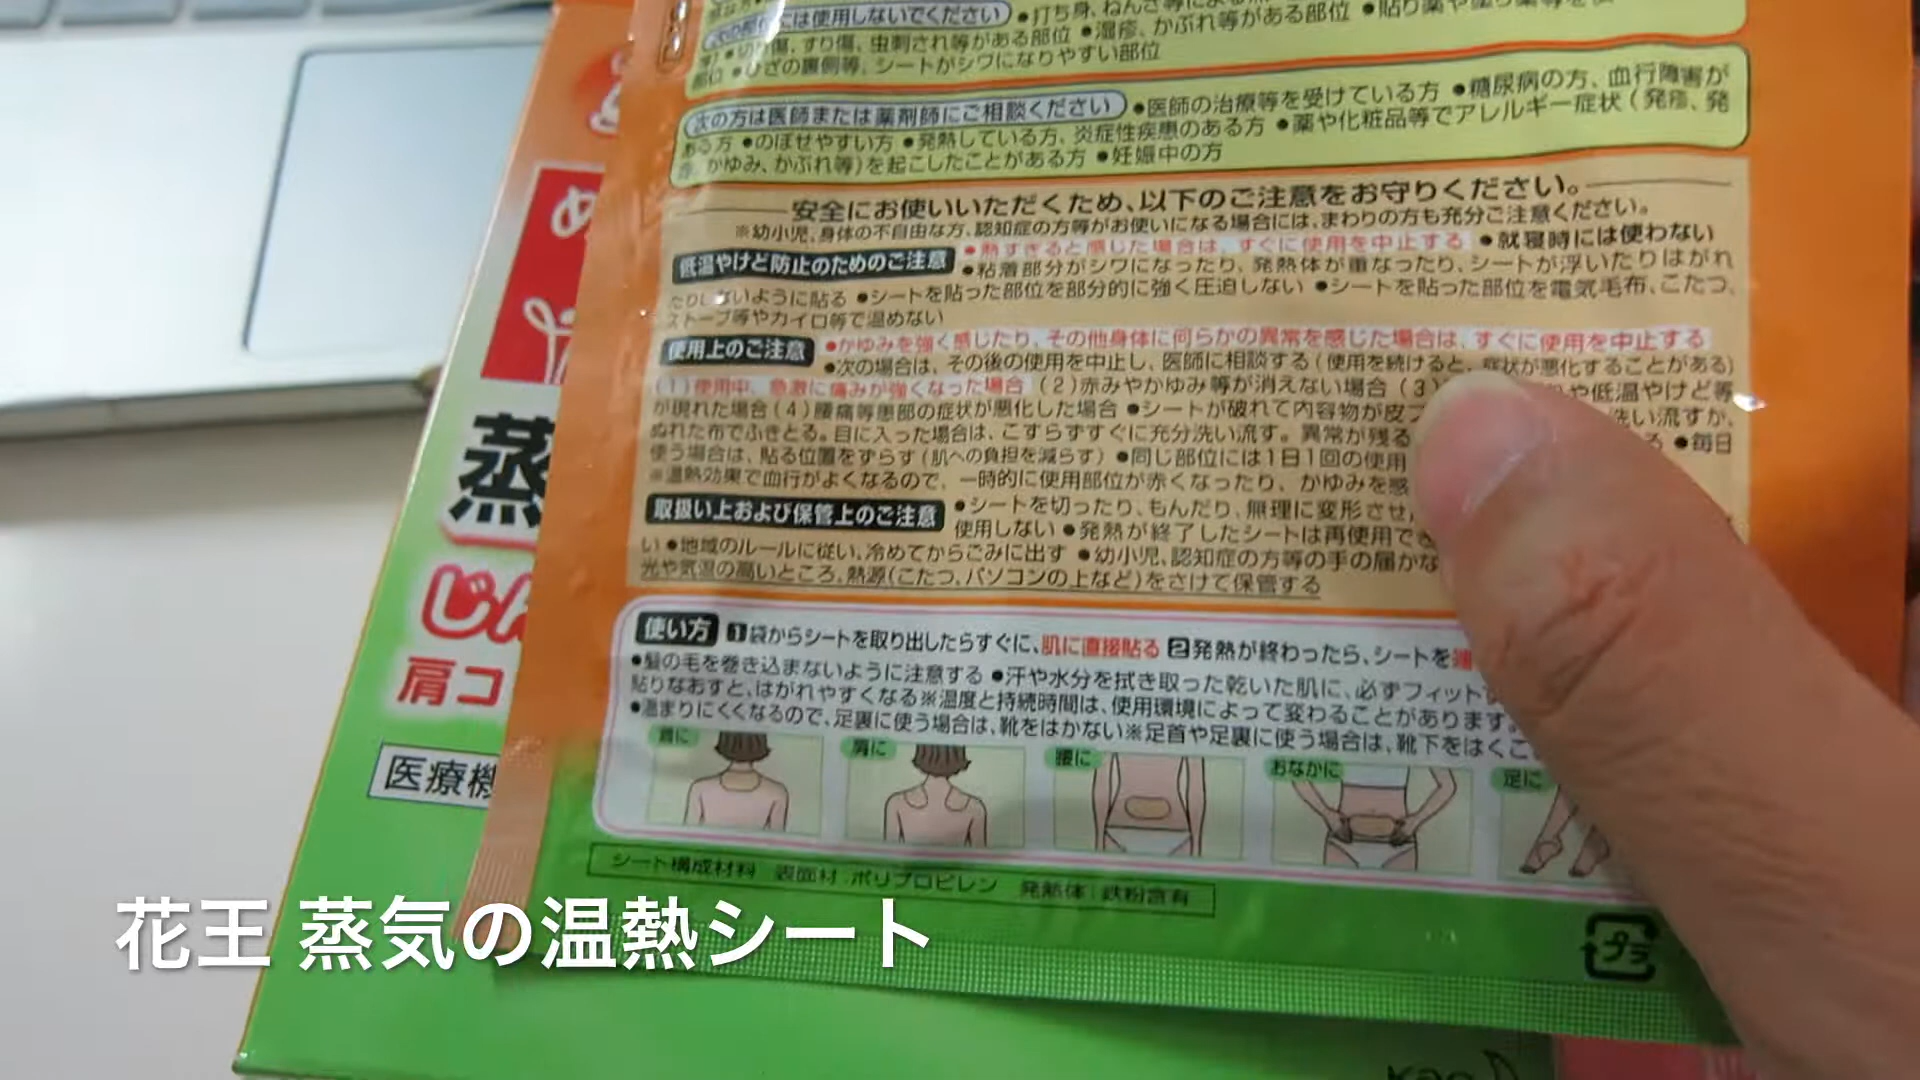 次の部位には使用しないでください ●打ち身、ねんざ等による
●切り傷、すり傷、虫刺され等がある部位 ●湿疹、かぶれ等がある部位 ●貼り薬や塗り薬等を
部位 ●ひざの裏側等、シートがシワになりやすい部位
次の方は医師または薬剤師にご相談ください ●医師の治療等を受けている方 ●糖尿病の方、血行障害が
ある方 ●のぼせやすい方 ●発熱している方、炎症性疾患のある方 ●薬や化粧品等でアレルギー症状(発疹、発
赤、かゆみ、かぶれ等)を起こしたことがある方 ●妊娠中の方
安全にお使いいただくため、以下のご注意をお守りください。
※幼小児、身体の不自由な方、認知症の方等がお使いになる場合には、まわりの方も充分ご注意ください。
低温やけど防止のためのご注意 ●熱すぎると感じた場合は、すぐに使用を中止する ●就寝時には使わない
●粘着部分がシワになったり、発熱体が重なったり、シートが浮いたりはがれ
たりしないように貼る ●シートを貼った部位を部分的に強く圧迫しない ●シートを貼った部位を電気毛布、こたつ、
ストーブ等やカイロ等で温めない
使用上のご注意 ●かゆみを強く感じたり、その他身体に何らかの異常を感じた場合は、すぐに使用を中止する
●次の場合は、その後の使用を中止し、医師に相談する(使用を続けると、症状が悪化することがある)
(1)使用中、急激に痛みが強くなった場合 (2)赤みやかゆみ等が消えない場合 (3) や低温やけど等
が現れた場合(4)腰痛等患部の症状が悪化した場合 ●シートが破れて内容物が皮 洗い流すか、
ぬれた布でふきとる。目に入った場合は、こすらずすぐに充分洗い流す。異常が残る る ●毎日
使う場合は、貼る位置をずらす(肌への負担を減らす) ●同じ部位には1日1回の使用
※温熱効果で血行がよくなるので、一時的に使用部位が赤くなったり、かゆみを感
取扱い上および保管上のご注意 ●シートを切ったり、もんだり、無理に変形させ
使用しない ●発熱が終了したシートは再使用でき
い ●地域のルールに従い、冷めてからごみに出す ●幼小児、認知症の方等の手の届かな
光や気温の高いところ、熱源(こたつ、パソコンの上など)をさけて保管する
使い方 1袋からシートを取り出したらすぐに、肌に直接貼る 2発熱が終わったら、シートを
●髪の毛を巻き込まないように注意する ●汗や水分を拭き取った乾いた肌に、必ずフィット
貼りなおすと、はがれやすくなる※温度と持続時間は、使用環境によって変わることがあります。
●温まりにくくなるので、足裏に使う場合は、靴をはかない※足首や足裏に使う場合は、靴下をはくこ
首に 肩に 腰に おなかに 足に
シート構成材料 表面材:ポリプロピレン 発熱体:鉄粉含有
プラ
め
蒸
じん
肩コ
医療機
花王 蒸気の温熱シート
Kao